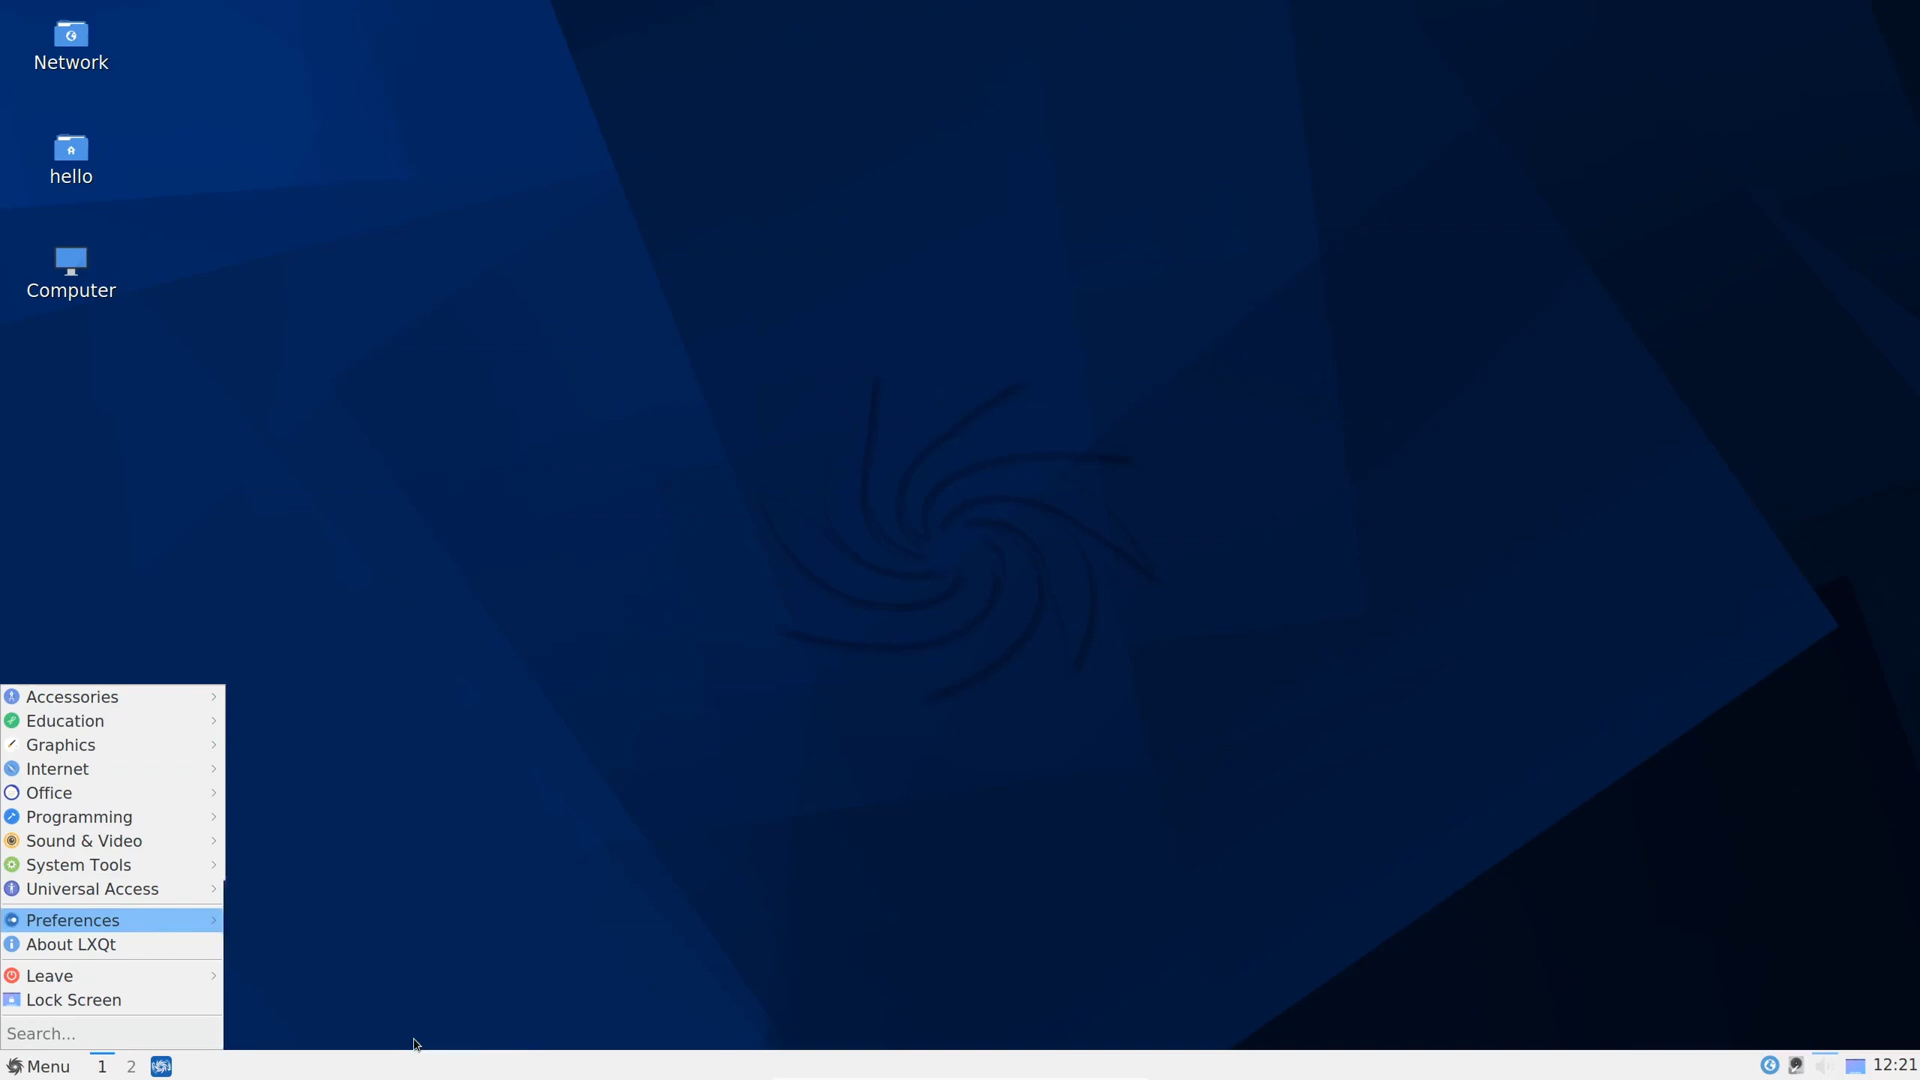 Network
hello
Computer
Accessories
Education
Graphics
Internet
Office
Programming
Sound & Video
System Tools
Universal Access
Preferences
About LXQt
Leave
Lock Screen
Search...
Menu 1 2 12:21